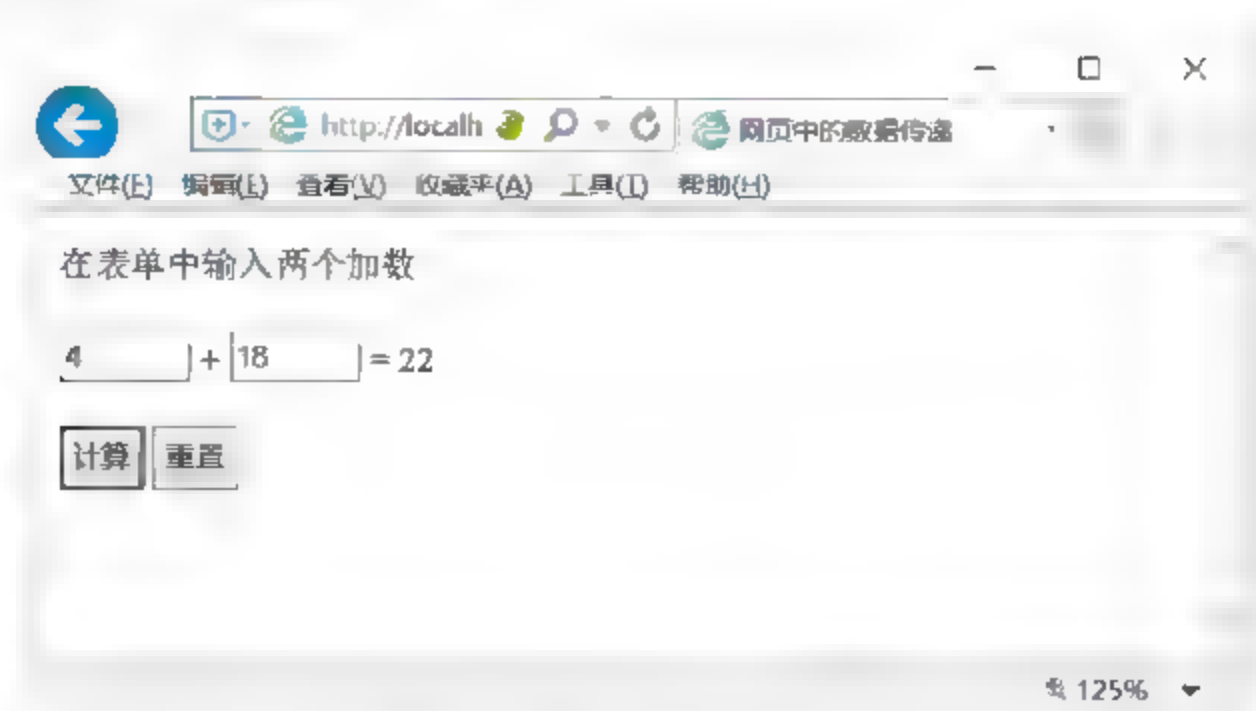 http://localh 网页中的数据传递
文件(F) 编辑(E) 查看(V) 收藏夹(A) 工具(T) 帮助(H)
在表单中输入两个加数
4 + 18 = 22
计算 重置
125%